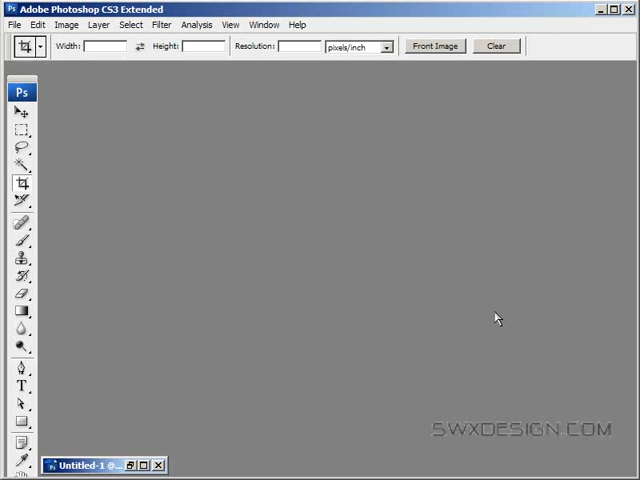 Ps Adobe Photoshop CS3 Extended
File Edit Image Layer Select Filter Analysis View Window Help
Width: Height: Resolution: pixels/inch Front Image Clear
Ps
T
SWXDESIGN.COM
Untitled-1 @...